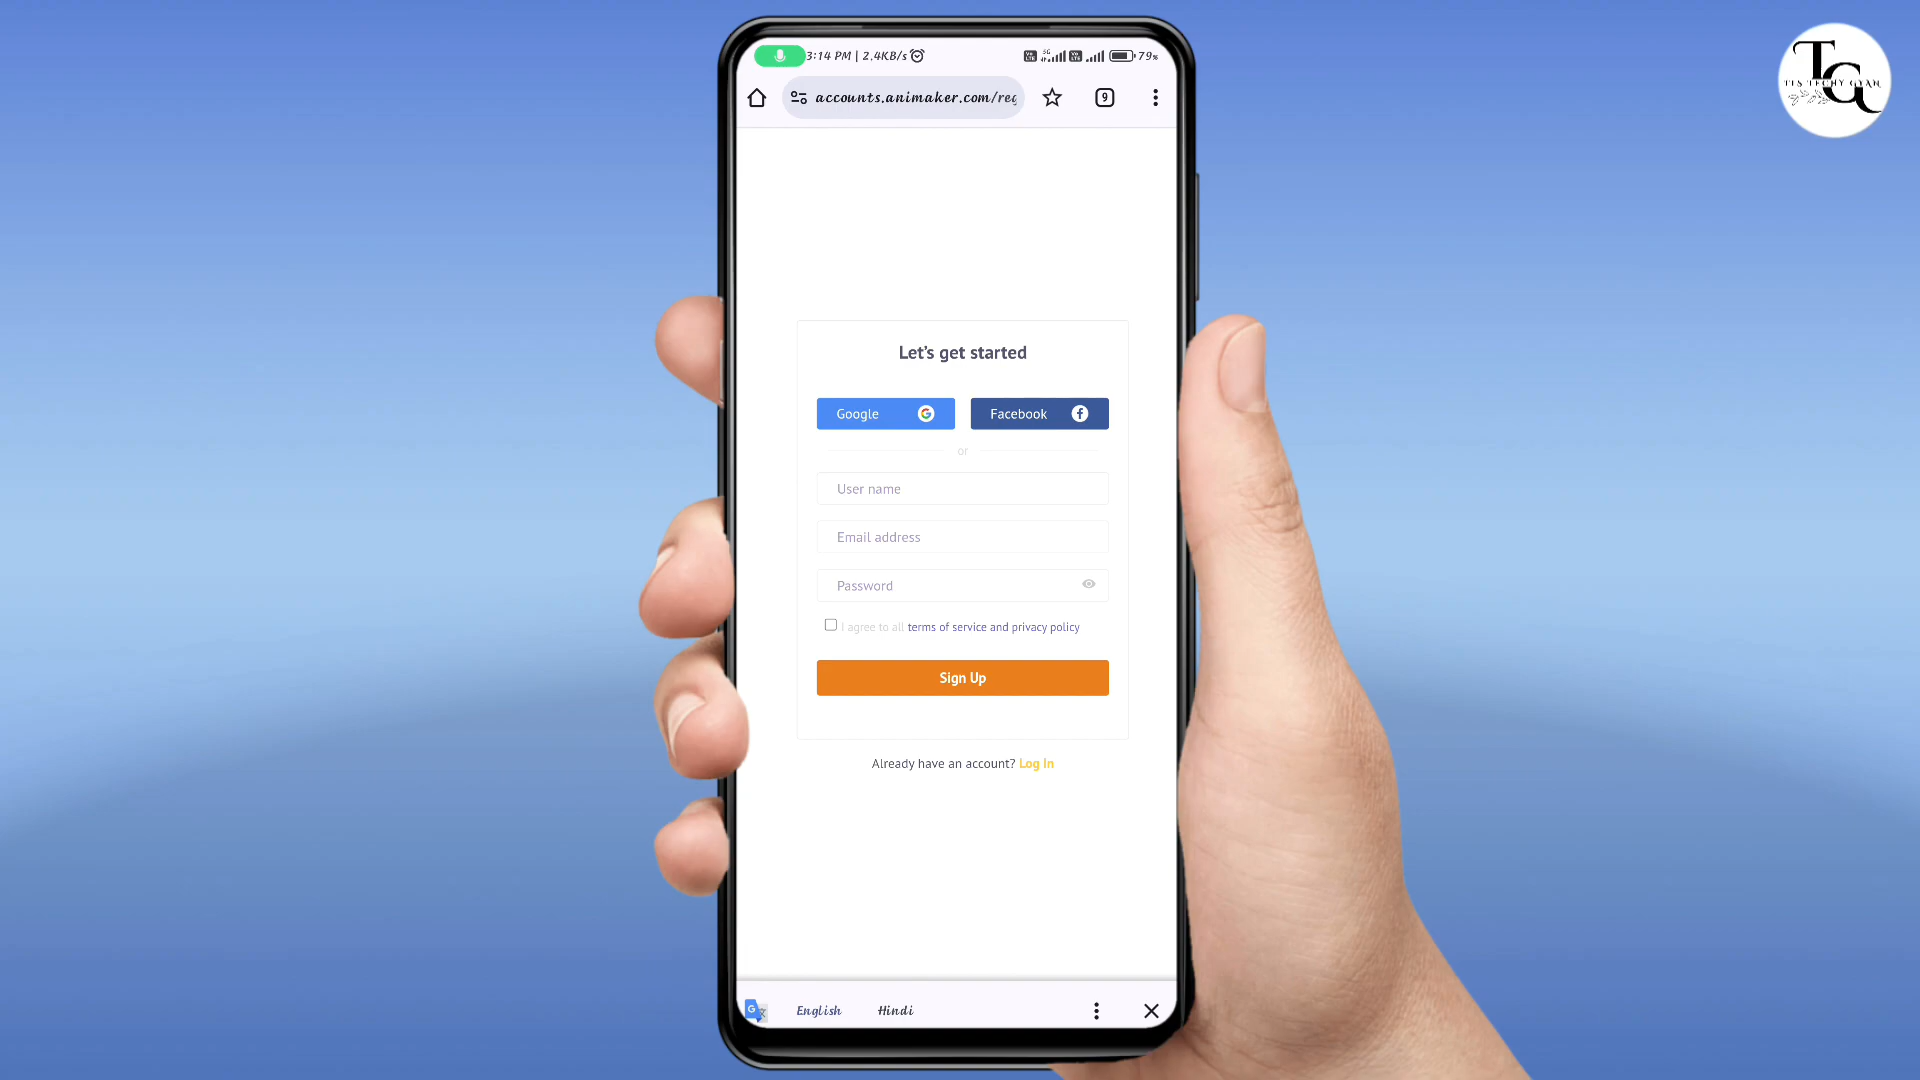 3:14 PM | 2.4KB/s
79%
accounts.animaker.com/reg
9
Let's get started
Google
Facebook
or
User name
Email address
Password
I agree to all terms of service and privacy policy
Sign Up
Already have an account? Log In
English Hindi
TG